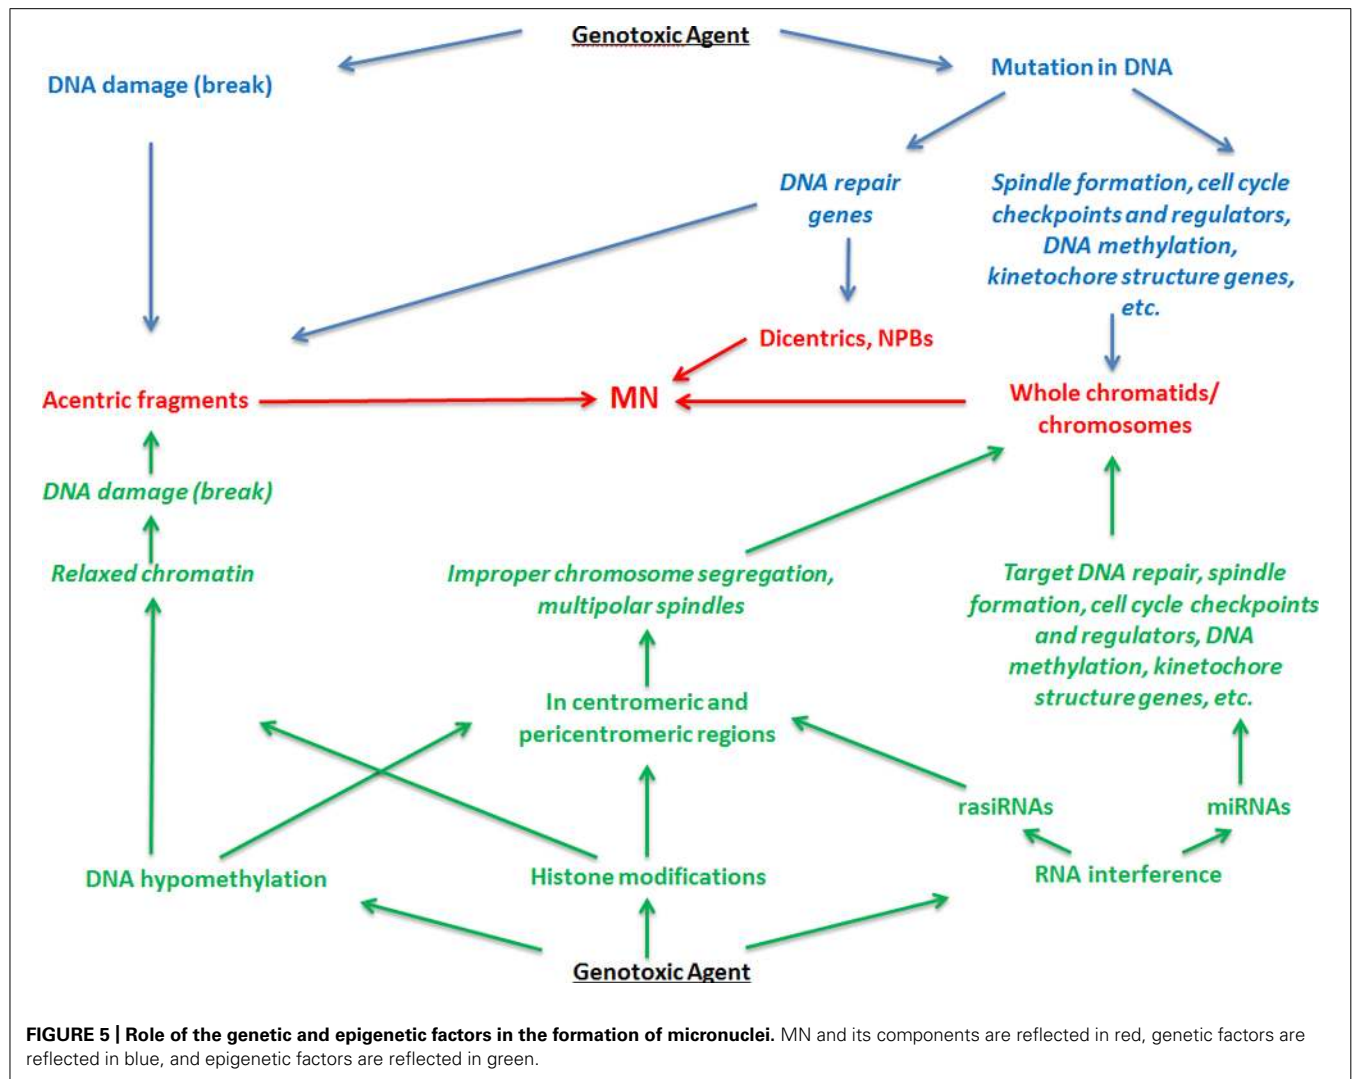 Genotoxic Agent
DNA damage (break)
Mutation in DNA
DNA repair
genes
Spindle formation, cell cycle
checkpoints and regulators,
DNA methylation,
kinetochore structure genes,
etc.
Dicentrics, NPBs
Acentric fragments
MN
Whole chromatids/
chromosomes
DNA damage (break)
Relaxed chromatin
Improper chromosome segregation,
multipolar spindles
Target DNA repair, spindle
formation, cell cycle checkpoints
and regulators, DNA
methylation, kinetochore
structure genes, etc.
In centromeric and
pericentromeric regions
rasiRNAs
miRNAs
DNA hypomethylation
Histone modifications
RNA interference
Genotoxic Agent
FIGURE 5 | Role of the genetic and epigenetic factors in the formation of micronuclei. MN and its components are reflected in red, genetic factors are
reflected in blue, and epigenetic factors are reflected in green.